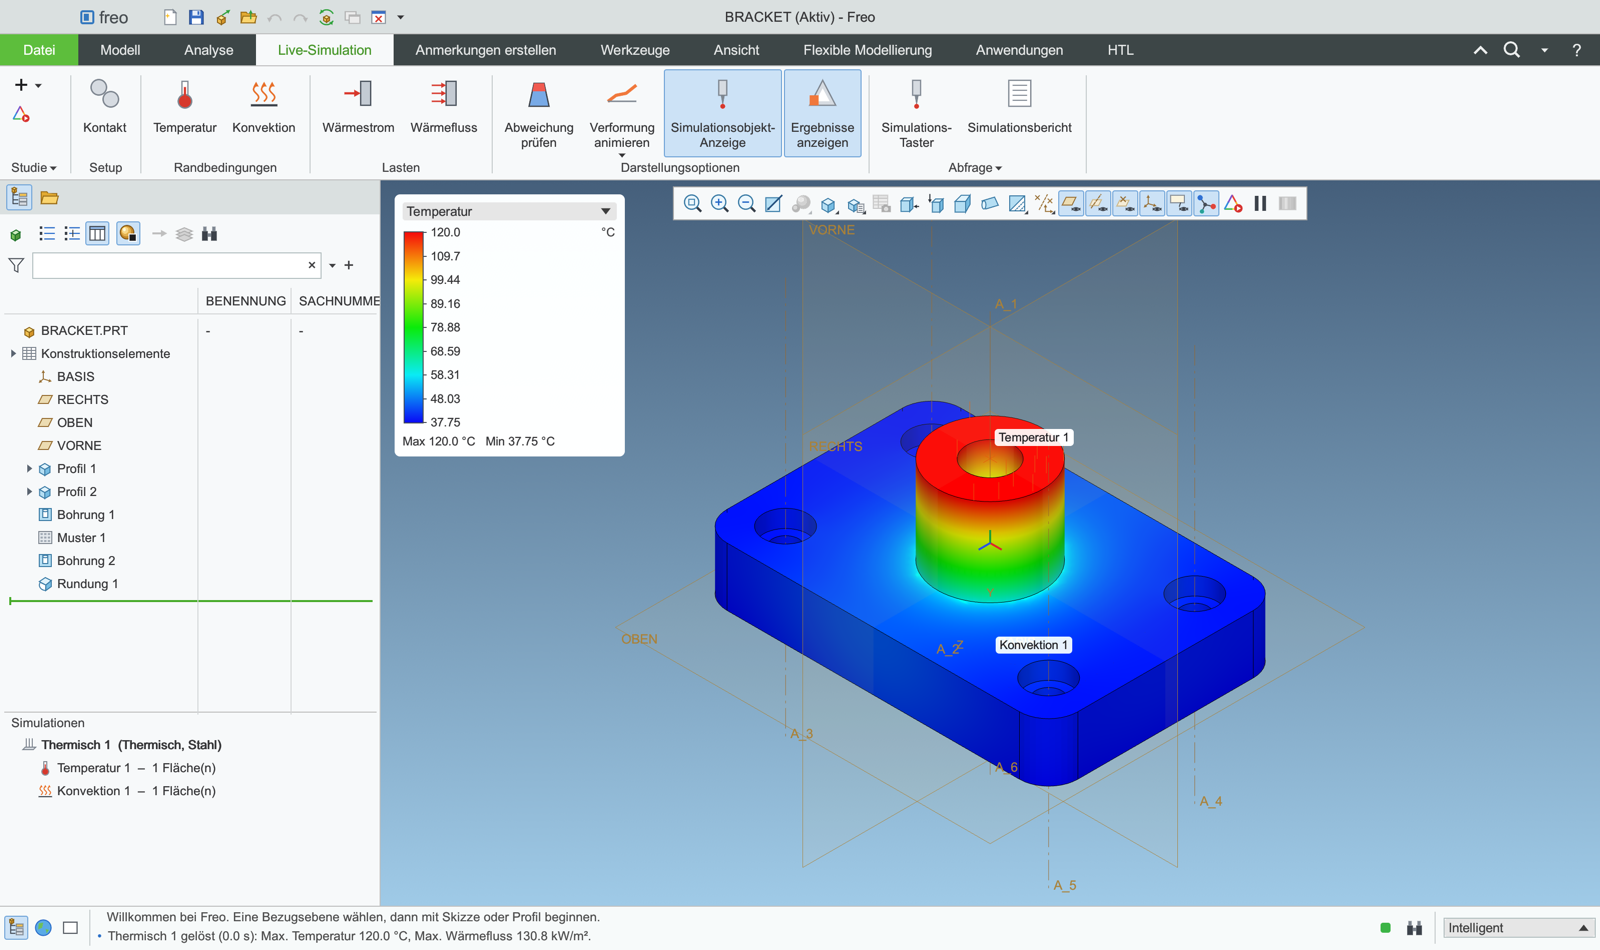 freo
BRACKET (Aktiv) - Freo
Datei
Modell
Analyse
Live-Simulation
Anmerkungen erstellen
Werkzeuge
Ansicht
Flexible Modellierung
Anwendungen
HTL
?
Studie
Kontakt
Setup
Temperatur
Konvektion
Randbedingungen
Wärmestrom
Wärmefluss
Lasten
Abweichung
prüfen
Verformung
animieren
Simulationsobjekt-
Anzeige
Ergebnisse
anzeigen
Darstellungsoptionen
Simulations-
Taster
Simulationsbericht
Abfrage
BENENNUNG
SACHNUMME
BRACKET.PRT
-
-
Konstruktionselemente
BASIS
RECHTS
OBEN
VORNE
Profil 1
Profil 2
Bohrung 1
Muster 1
Bohrung 2
Rundung 1
Simulationen
Thermisch 1 (Thermisch, Stahl)
Temperatur 1 – 1 Fläche(n)
Konvektion 1 – 1 Fläche(n)
Temperatur
°C
120.0
109.7
99.44
89.16
78.88
68.59
58.31
48.03
37.75
Max 120.0 °C Min 37.75 °C
VORNE
A_1
RECHTS
Temperatur 1
Y
OBEN
A_2
Z
Konvektion 1
A_3
A_6
A_4
A_5
Willkommen bei Freo. Eine Bezugsebene wählen, dann mit Skizze oder Profil beginnen.
• Thermisch 1 gelöst (0.0 s): Max. Temperatur 120.0 °C, Max. Wärmefluss 130.8 kW/m².
Intelligent